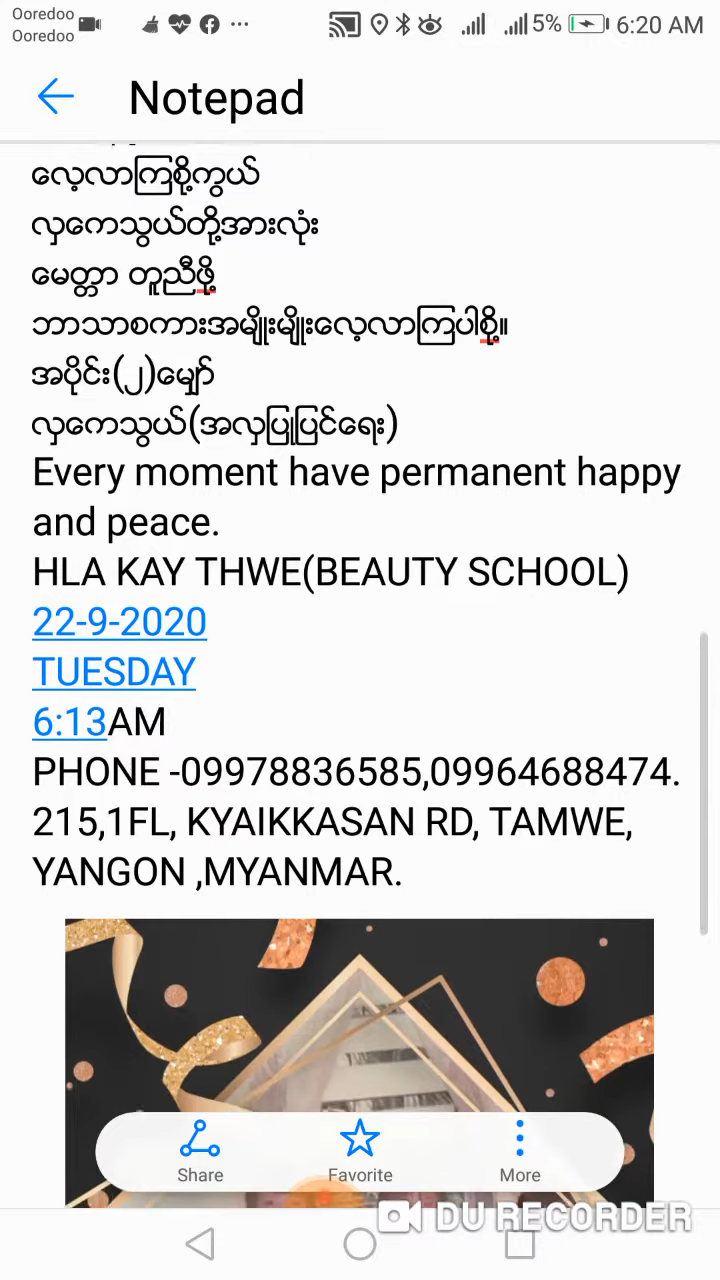 Ooredoo
Ooredoo
5%
6:20 AM
Notepad
လေ့လာကြစို့ကွယ်
လှကေသွယ်တို့အားလုံး
မေတ္တာ တူညီဖို့
ဘာသာစကားအမျိုးမျိုးလေ့လာကြပါစို့။
အပိုင်း(၂)မျှော်
လှကေသွယ်(အလှပြုပြင်ရေး)
Every moment have permanent happy
and peace.
HLA KAY THWE(BEAUTY SCHOOL)
22-9-2020
TUESDAY
6:13AM
PHONE -09978836585,09964688474.
215,1FL, KYAIKKASAN RD, TAMWE,
YANGON ,MYANMAR.
Share
Favorite
More
DU RECORDER